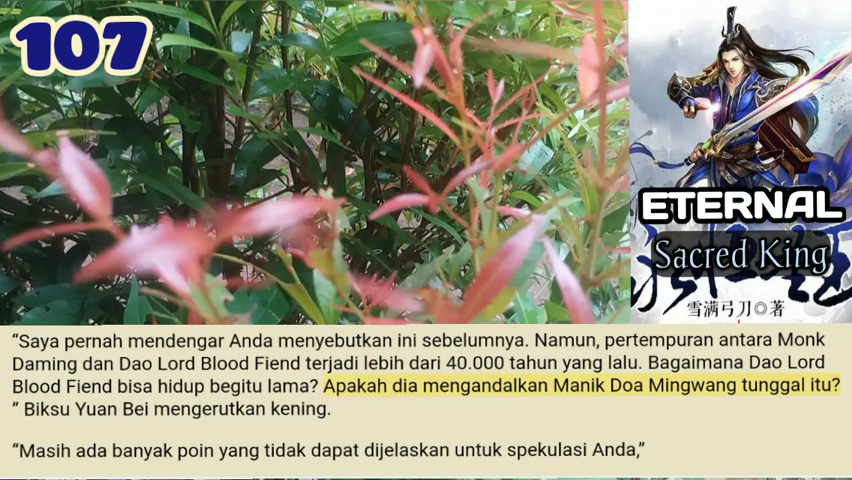 107
ETERNAL
Sacred King
雪满弓刀◎著
“Saya pernah mendengar Anda menyebutkan ini sebelumnya. Namun, pertempuran antara Monk
Daming dan Dao Lord Blood Fiend terjadi lebih dari 40.000 tahun yang lalu. Bagaimana Dao Lord
Blood Fiend bisa hidup begitu lama? Apakah dia mengandalkan Manik Doa Mingwang tunggal itu?
” Biksu Yuan Bei mengerutkan kening.
“Masih ada banyak poin yang tidak dapat dijelaskan untuk spekulasi Anda,”